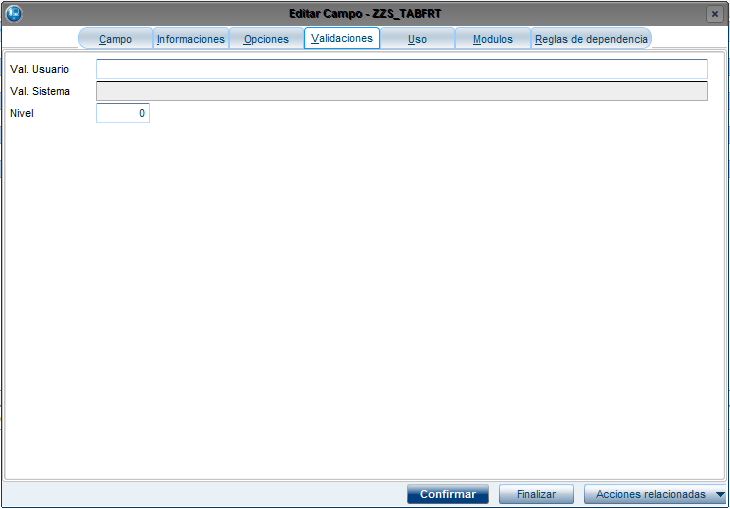 Editar Campo - ZZS_TABFRT
Campo Informaciones Opciones Validaciones Uso Modulos Reglas de dependencia
Val. Usuario
Val. Sistema
Nivel 0
Confirmar Finalizar Acciones relacionadas